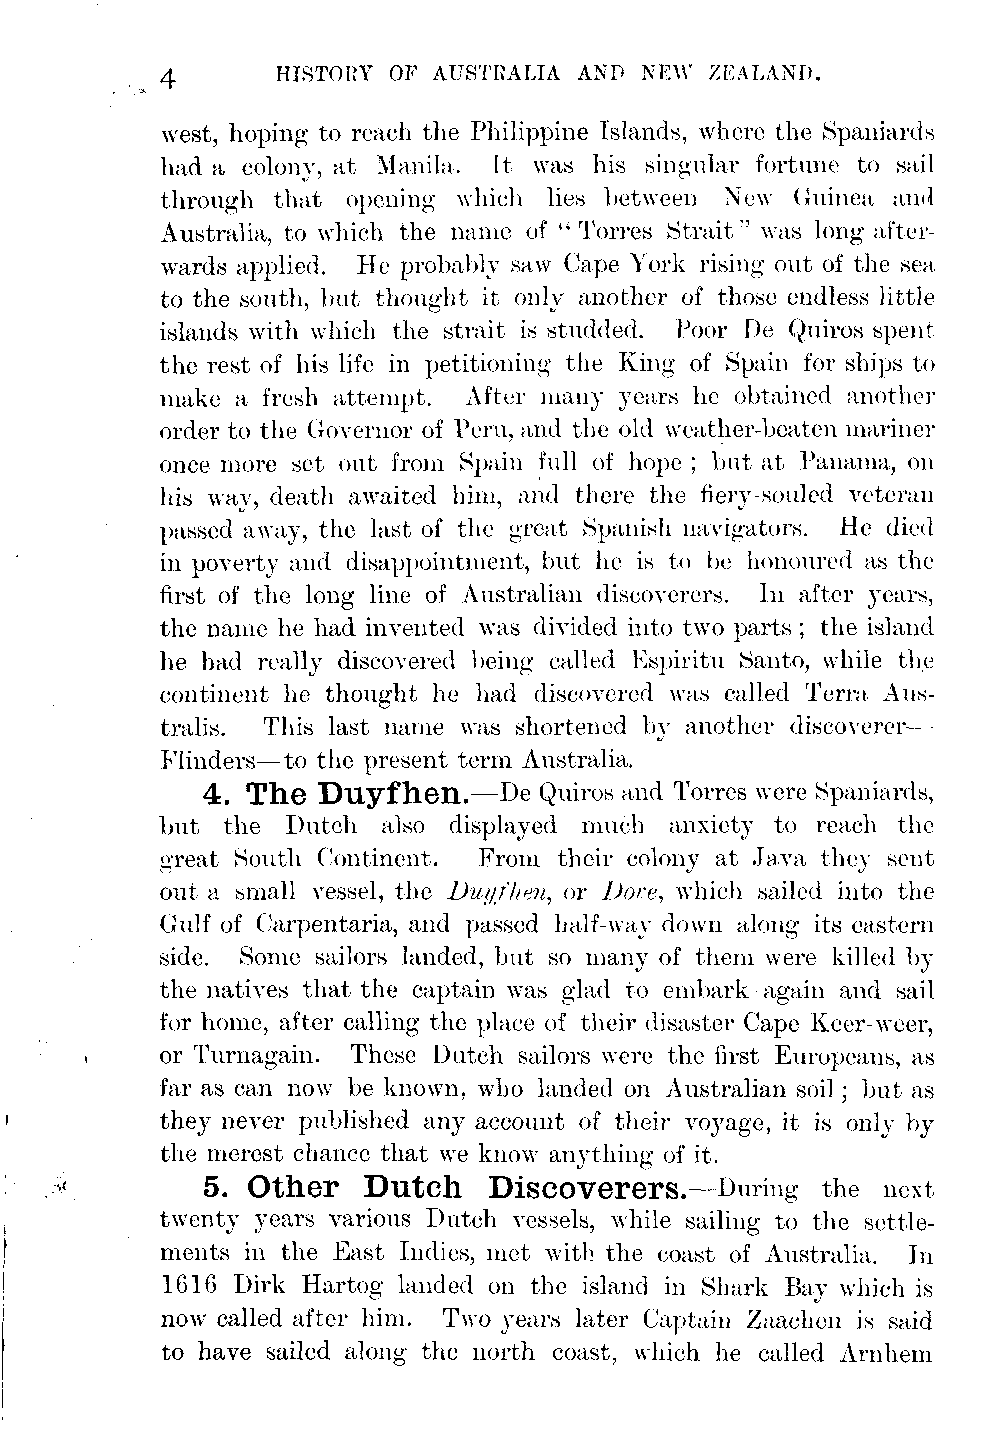 4 HISTORY OF AUSTRALIA AND NEW ZEALAND.
west, hoping to reach the Philippine Islands, where the Spaniards
had a colony, at Manila. It was his singular fortune to sail
through that opening which lies between New Guinea and
Australia, to which the name of "Torres Strait" was long after-
wards applied. He probably saw Cape York rising out of the sea
to the south, but thought it only another of those endless little
islands with which the strait is studded. Poor De Quiros spent
the rest of his life in petitioning the King of Spain for ships to
make a fresh attempt. After many years he obtained another
order to the Governor of Peru, and the old weather-beaten mariner
once more set out from Spain full of hope; but at Panama, on
his way, death awaited him, and there the fiery-souled veteran
passed away, the last of the great Spanish navigators. He died
in poverty and disappointment, but he is to be honoured as the
first of the long line of Australian discoverers. In after years,
the name he had invented was divided into two parts; the island
he had really discovered being called Espiritu Santo, while the
continent he thought he had discovered was called Terra Aus-
tralis. This last name was shortened by another discoverer—
Flinders—to the present term Australia.
4. The Duyfhen.—De Quiros and Torres were Spaniards,
but the Dutch also displayed much anxiety to reach the
great South Continent. From their colony at Java they sent
out a small vessel, the Duyfhen, or Dove, which sailed into the
Gulf of Carpentaria, and passed half-way down along its eastern
side. Some sailors landed, but so many of them were killed by
the natives that the captain was glad to embark again and sail
for home, after calling the place of their disaster Cape Keer-weer,
or Turnagain. These Dutch sailors were the first Europeans, as
far as can now be known, who landed on Australian soil; but as
they never published any account of their voyage, it is only by
the merest chance that we know anything of it.
5. Other Dutch Discoverers.—During the next
twenty years various Dutch vessels, while sailing to the settle-
ments in the East Indies, met with the coast of Australia. In
1616 Dirk Hartog landed on the island in Shark Bay which is
now called after him. Two years later Captain Zaachen is said
to have sailed along the north coast, which he called Arnhem